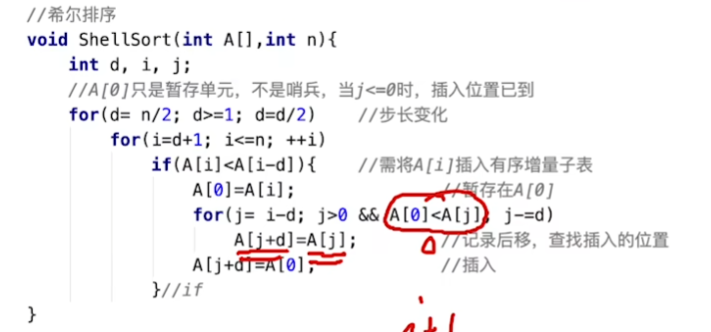 //希尔排序
void ShellSort(int A[],int n){
int d, i, j;
//A[0]只是暂存单元，不是哨兵，当j<=0时，插入位置已到
for(d= n/2; d>=1; d=d/2) //步长变化
for(i=d+1; i<=n; ++i)
if(A[i]<A[i-d]){ //需将A[i]插入有序增量子表
A[0]=A[i]; //暂存在A[0]
for(j= i-d; j>0 && A[0]<A[j]; j-=d)
A[j+d]=A[j]; //记录后移，查找插入的位置
A[j+d]=A[0]; //插入
}//if
}